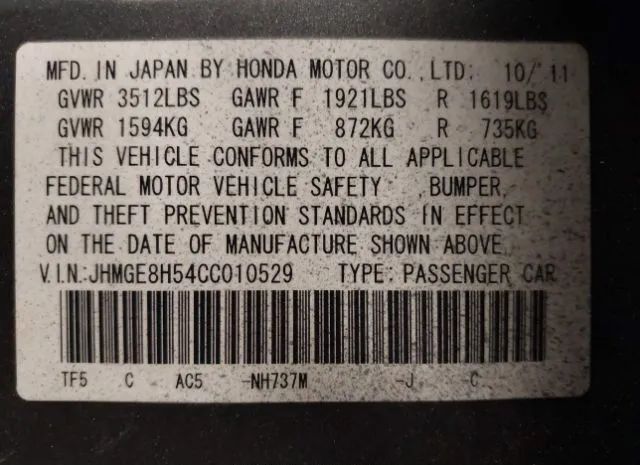 MFD. IN JAPAN BY HONDA MOTOR CO.,LTD: 10/'11
GVWR 3512LBS GAWR F 1921LBS R 1619LBS
GVWR 1594KG GAWR F 872KG R 735KG
THIS VEHICLE CONFORMS TO ALL APPLICABLE
FEDERAL MOTOR VEHICLE SAFETY BUMPER,
AND THEFT PREVENTION STANDARDS IN EFFECT
ON THE DATE OF MANUFACTURE SHOWN ABOVE
V.I.N.:JHMGE8H54CC010529 TYPE: PASSENGER CAR
TF5 C AC5 -NH737M -J -C